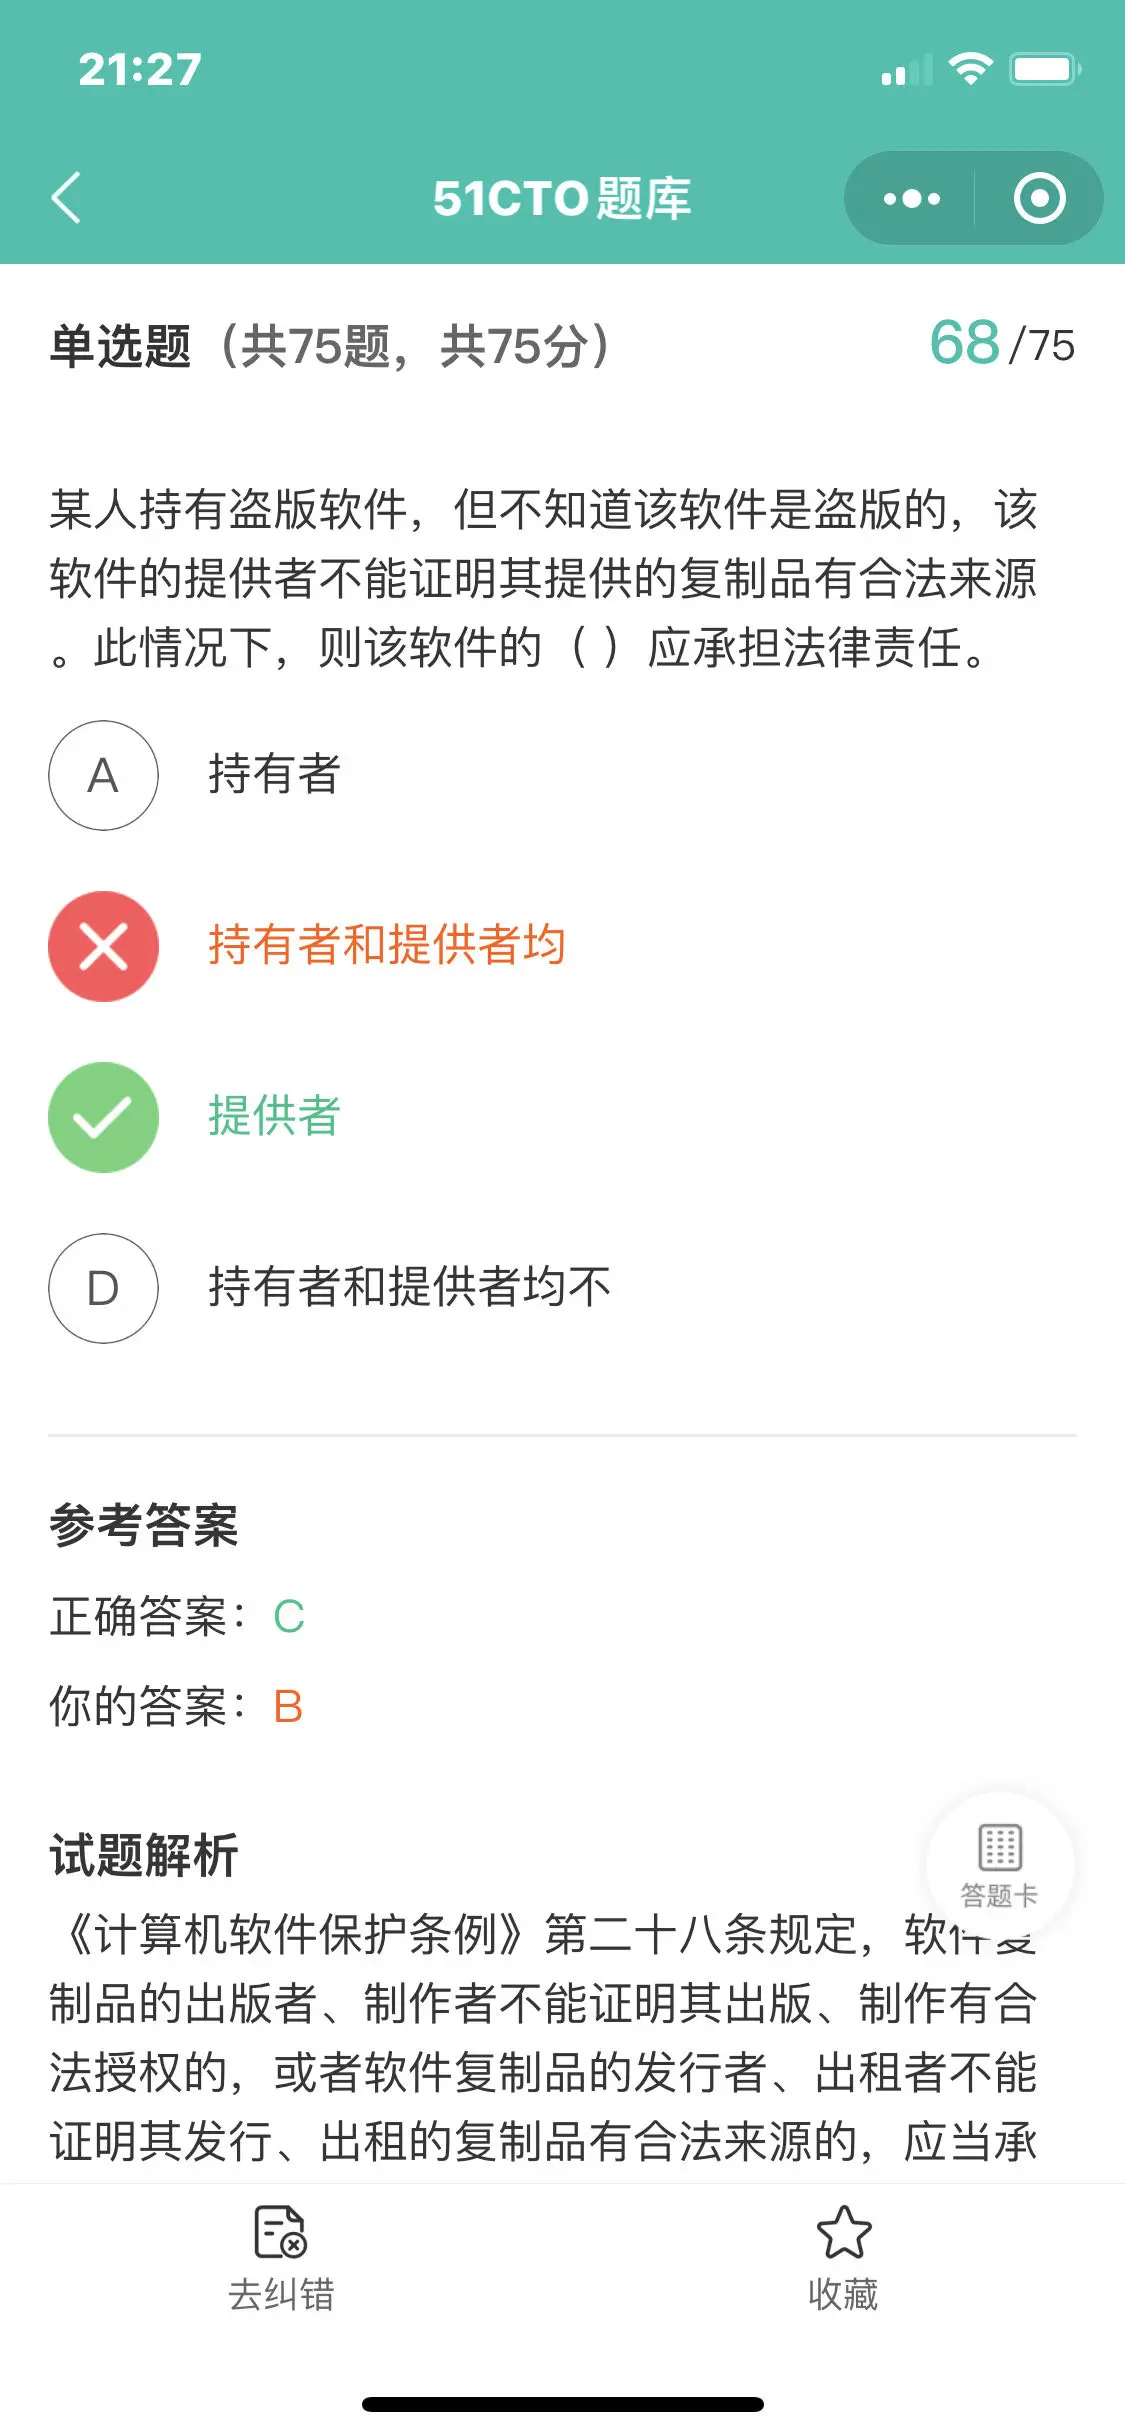 21:27
51CTO题库
单选题（共75题，共75分）
68/75
某人持有盗版软件，但不知道该软件是盗版的，该
软件的提供者不能证明其提供的复制品有合法来源
。此情况下，则该软件的（ ）应承担法律责任。
A 持有者
持有者和提供者均
提供者
D 持有者和提供者均不
参考答案
正确答案：C
你的答案：B
试题解析
答题卡
《计算机软件保护条例》第二十八条规定，软件复
制品的出版者、制作者不能证明其出版、制作有合
法授权的，或者软件复制品的发行者、出租者不能
证明其发行、出租的复制品有合法来源的，应当承
去纠错
收藏